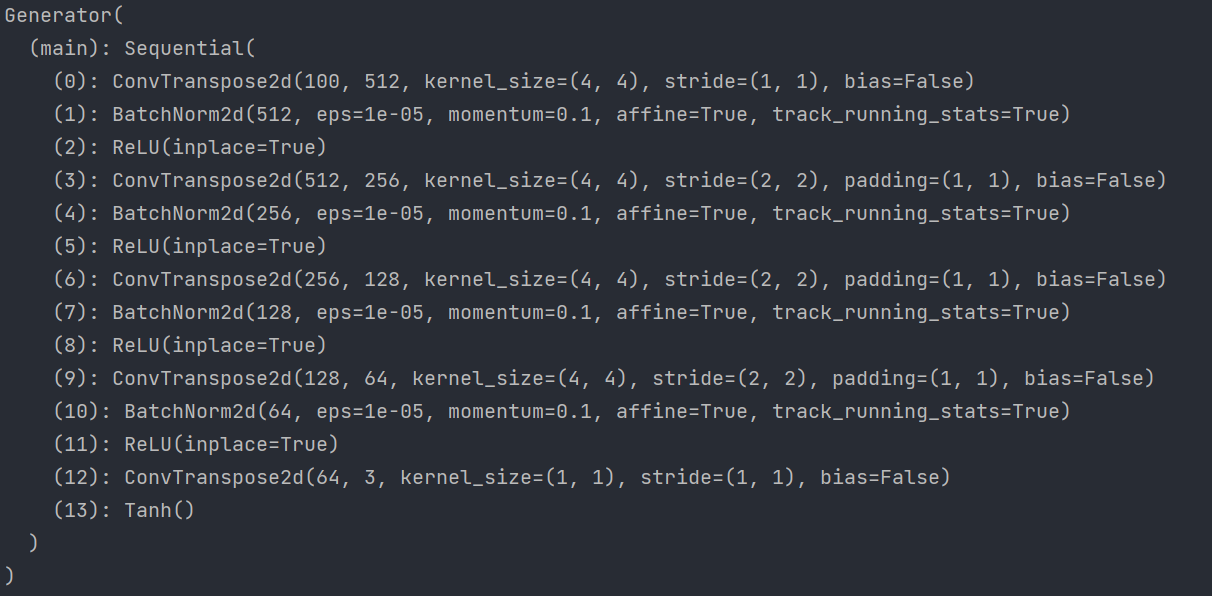 Generator(
  (main): Sequential(
    (0): ConvTranspose2d(100, 512, kernel_size=(4, 4), stride=(1, 1), bias=False)
    (1): BatchNorm2d(512, eps=1e-05, momentum=0.1, affine=True, track_running_stats=True)
    (2): ReLU(inplace=True)
    (3): ConvTranspose2d(512, 256, kernel_size=(4, 4), stride=(2, 2), padding=(1, 1), bias=False)
    (4): BatchNorm2d(256, eps=1e-05, momentum=0.1, affine=True, track_running_stats=True)
    (5): ReLU(inplace=True)
    (6): ConvTranspose2d(256, 128, kernel_size=(4, 4), stride=(2, 2), padding=(1, 1), bias=False)
    (7): BatchNorm2d(128, eps=1e-05, momentum=0.1, affine=True, track_running_stats=True)
    (8): ReLU(inplace=True)
    (9): ConvTranspose2d(128, 64, kernel_size=(4, 4), stride=(2, 2), padding=(1, 1), bias=False)
    (10): BatchNorm2d(64, eps=1e-05, momentum=0.1, affine=True, track_running_stats=True)
    (11): ReLU(inplace=True)
    (12): ConvTranspose2d(64, 3, kernel_size=(1, 1), stride=(1, 1), bias=False)
    (13): Tanh()
  )
)